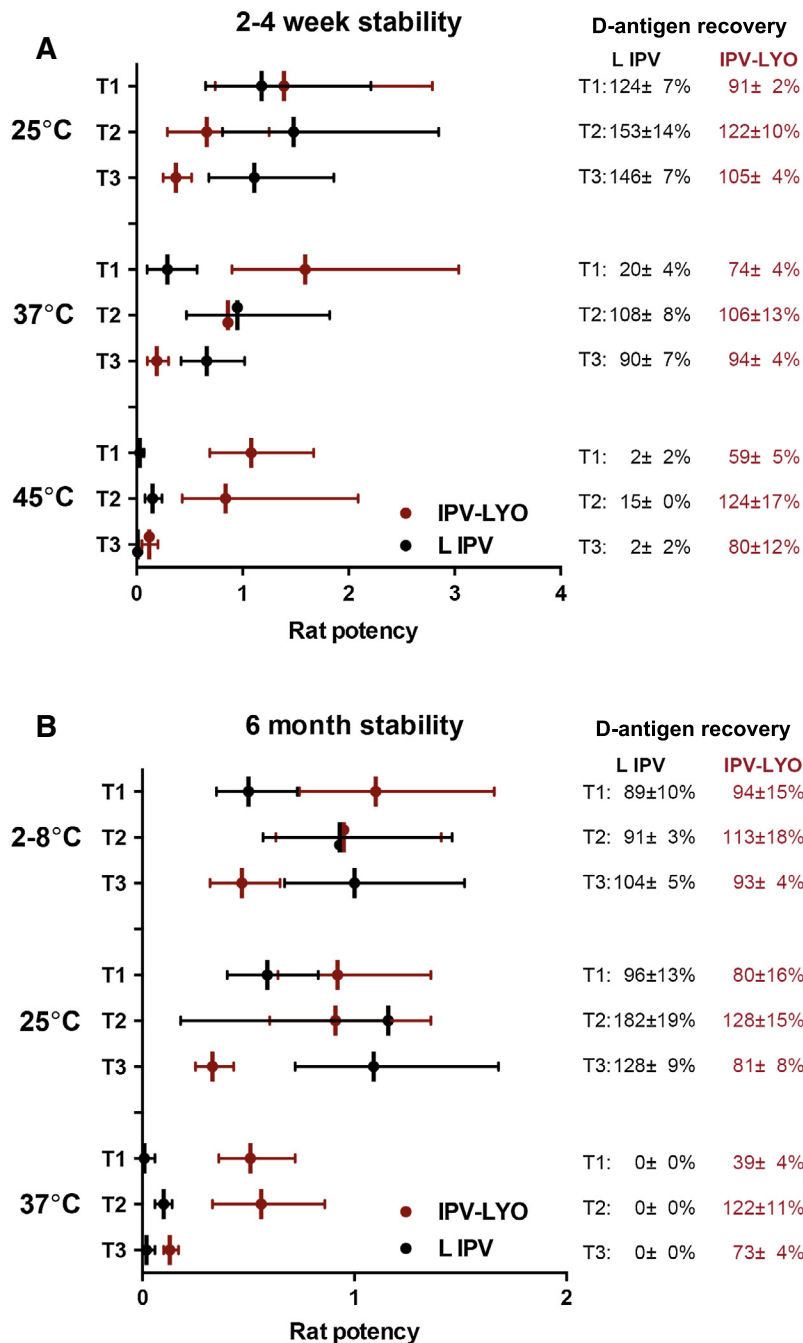 A
2-4 week stability
D-antigen recovery
L IPV IPV-LYO
25°C
T1 T1: 124± 7% 91± 2%
T2 T2: 153±14% 122±10%
T3 T3: 146± 7% 105± 4%
37°C
T1 T1: 20± 4% 74± 4%
T2 T2: 108± 8% 106±13%
T3 T3: 90± 7% 94± 4%
45°C
T1 T1: 2± 2% 59± 5%
T2 T2: 15± 0% 124±17%
T3 T3: 2± 2% 80±12%
IPV-LYO
L IPV
0 1 2 3 4
Rat potency
B
6 month stability
D-antigen recovery
L IPV IPV-LYO
2-8°C
T1 T1: 89±10% 94±15%
T2 T2: 91± 3% 113±18%
T3 T3: 104± 5% 93± 4%
25°C
T1 T1: 96±13% 80±16%
T2 T2: 182±19% 128±15%
T3 T3: 128± 9% 81± 8%
37°C
T1 T1: 0± 0% 39± 4%
T2 T2: 0± 0% 122±11%
T3 T3: 0± 0% 73± 4%
IPV-LYO
L IPV
0 1 2
Rat potency